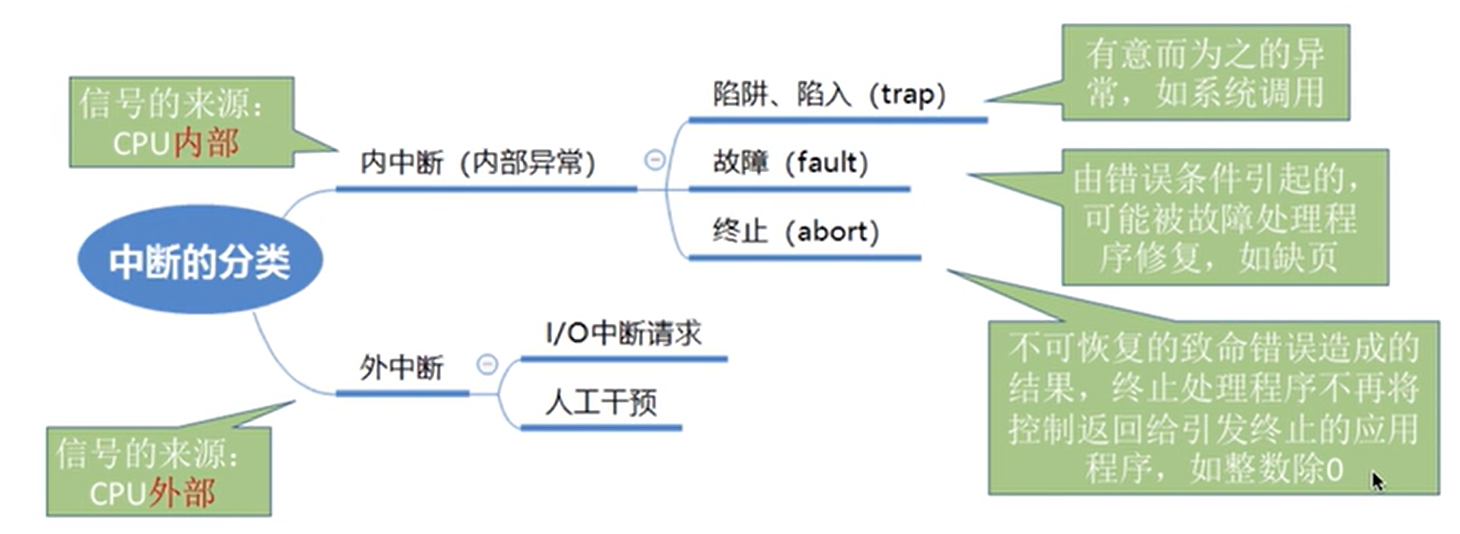 中断的分类
信号的来源：
CPU内部
内中断（内部异常）
陷阱、陷入（trap）
有意而为之的异
常，如系统调用
故障（fault）
由错误条件引起的，
可能被故障处理程
序修复，如缺页
终止（abort）
不可恢复的致命错误造成的
结果，终止处理程序不再将
控制返回给引发终止的应用
程序，如整数除0
信号的来源：
CPU外部
外中断
I/O中断请求
人工干预